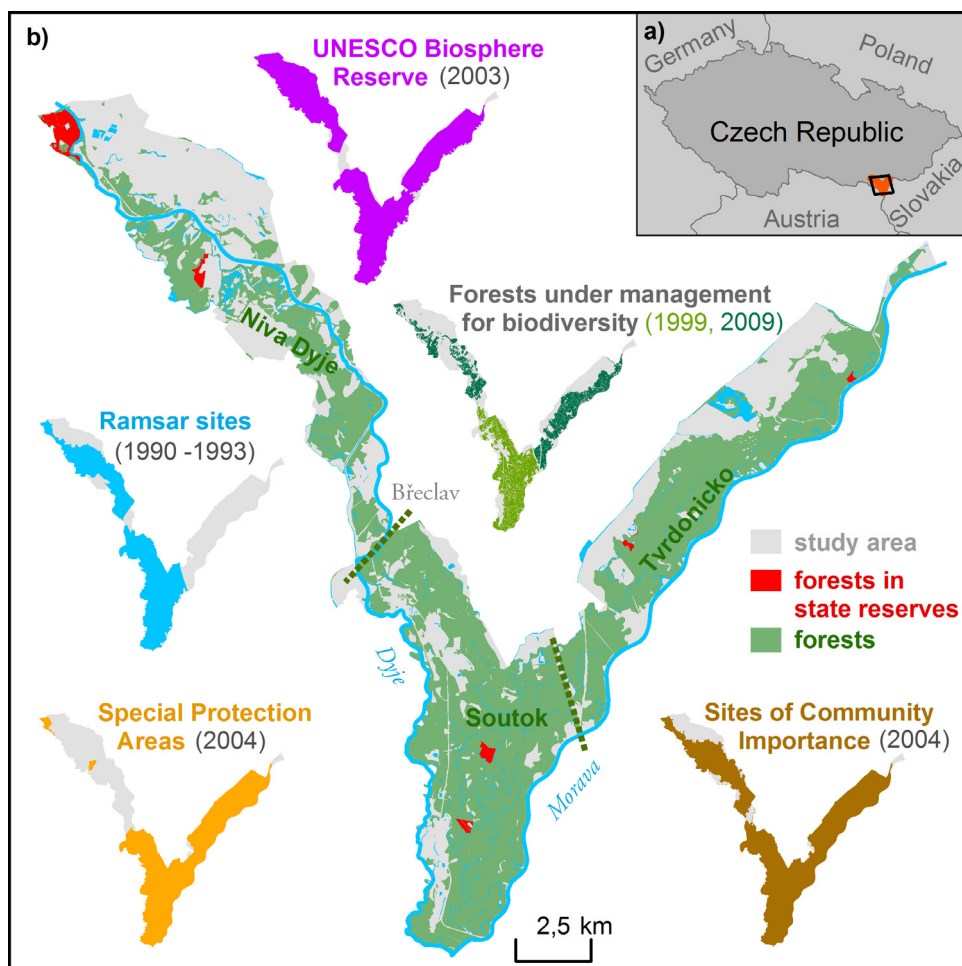 b)
UNESCO Biosphere
Reserve (2003)
a)
Germany
Poland
Czech Republic
Austria
Slovakia
Forests under management
for biodiversity (1999, 2009)
Niva Dyje
Ramsar sites
(1990 -1993)
Břeclav
Tvrdonicko
study area
forests in
state reserves
forests
Dyje
Soutok
Morava
Special Protection
Areas (2004)
Sites of Community
Importance (2004)
2,5 km